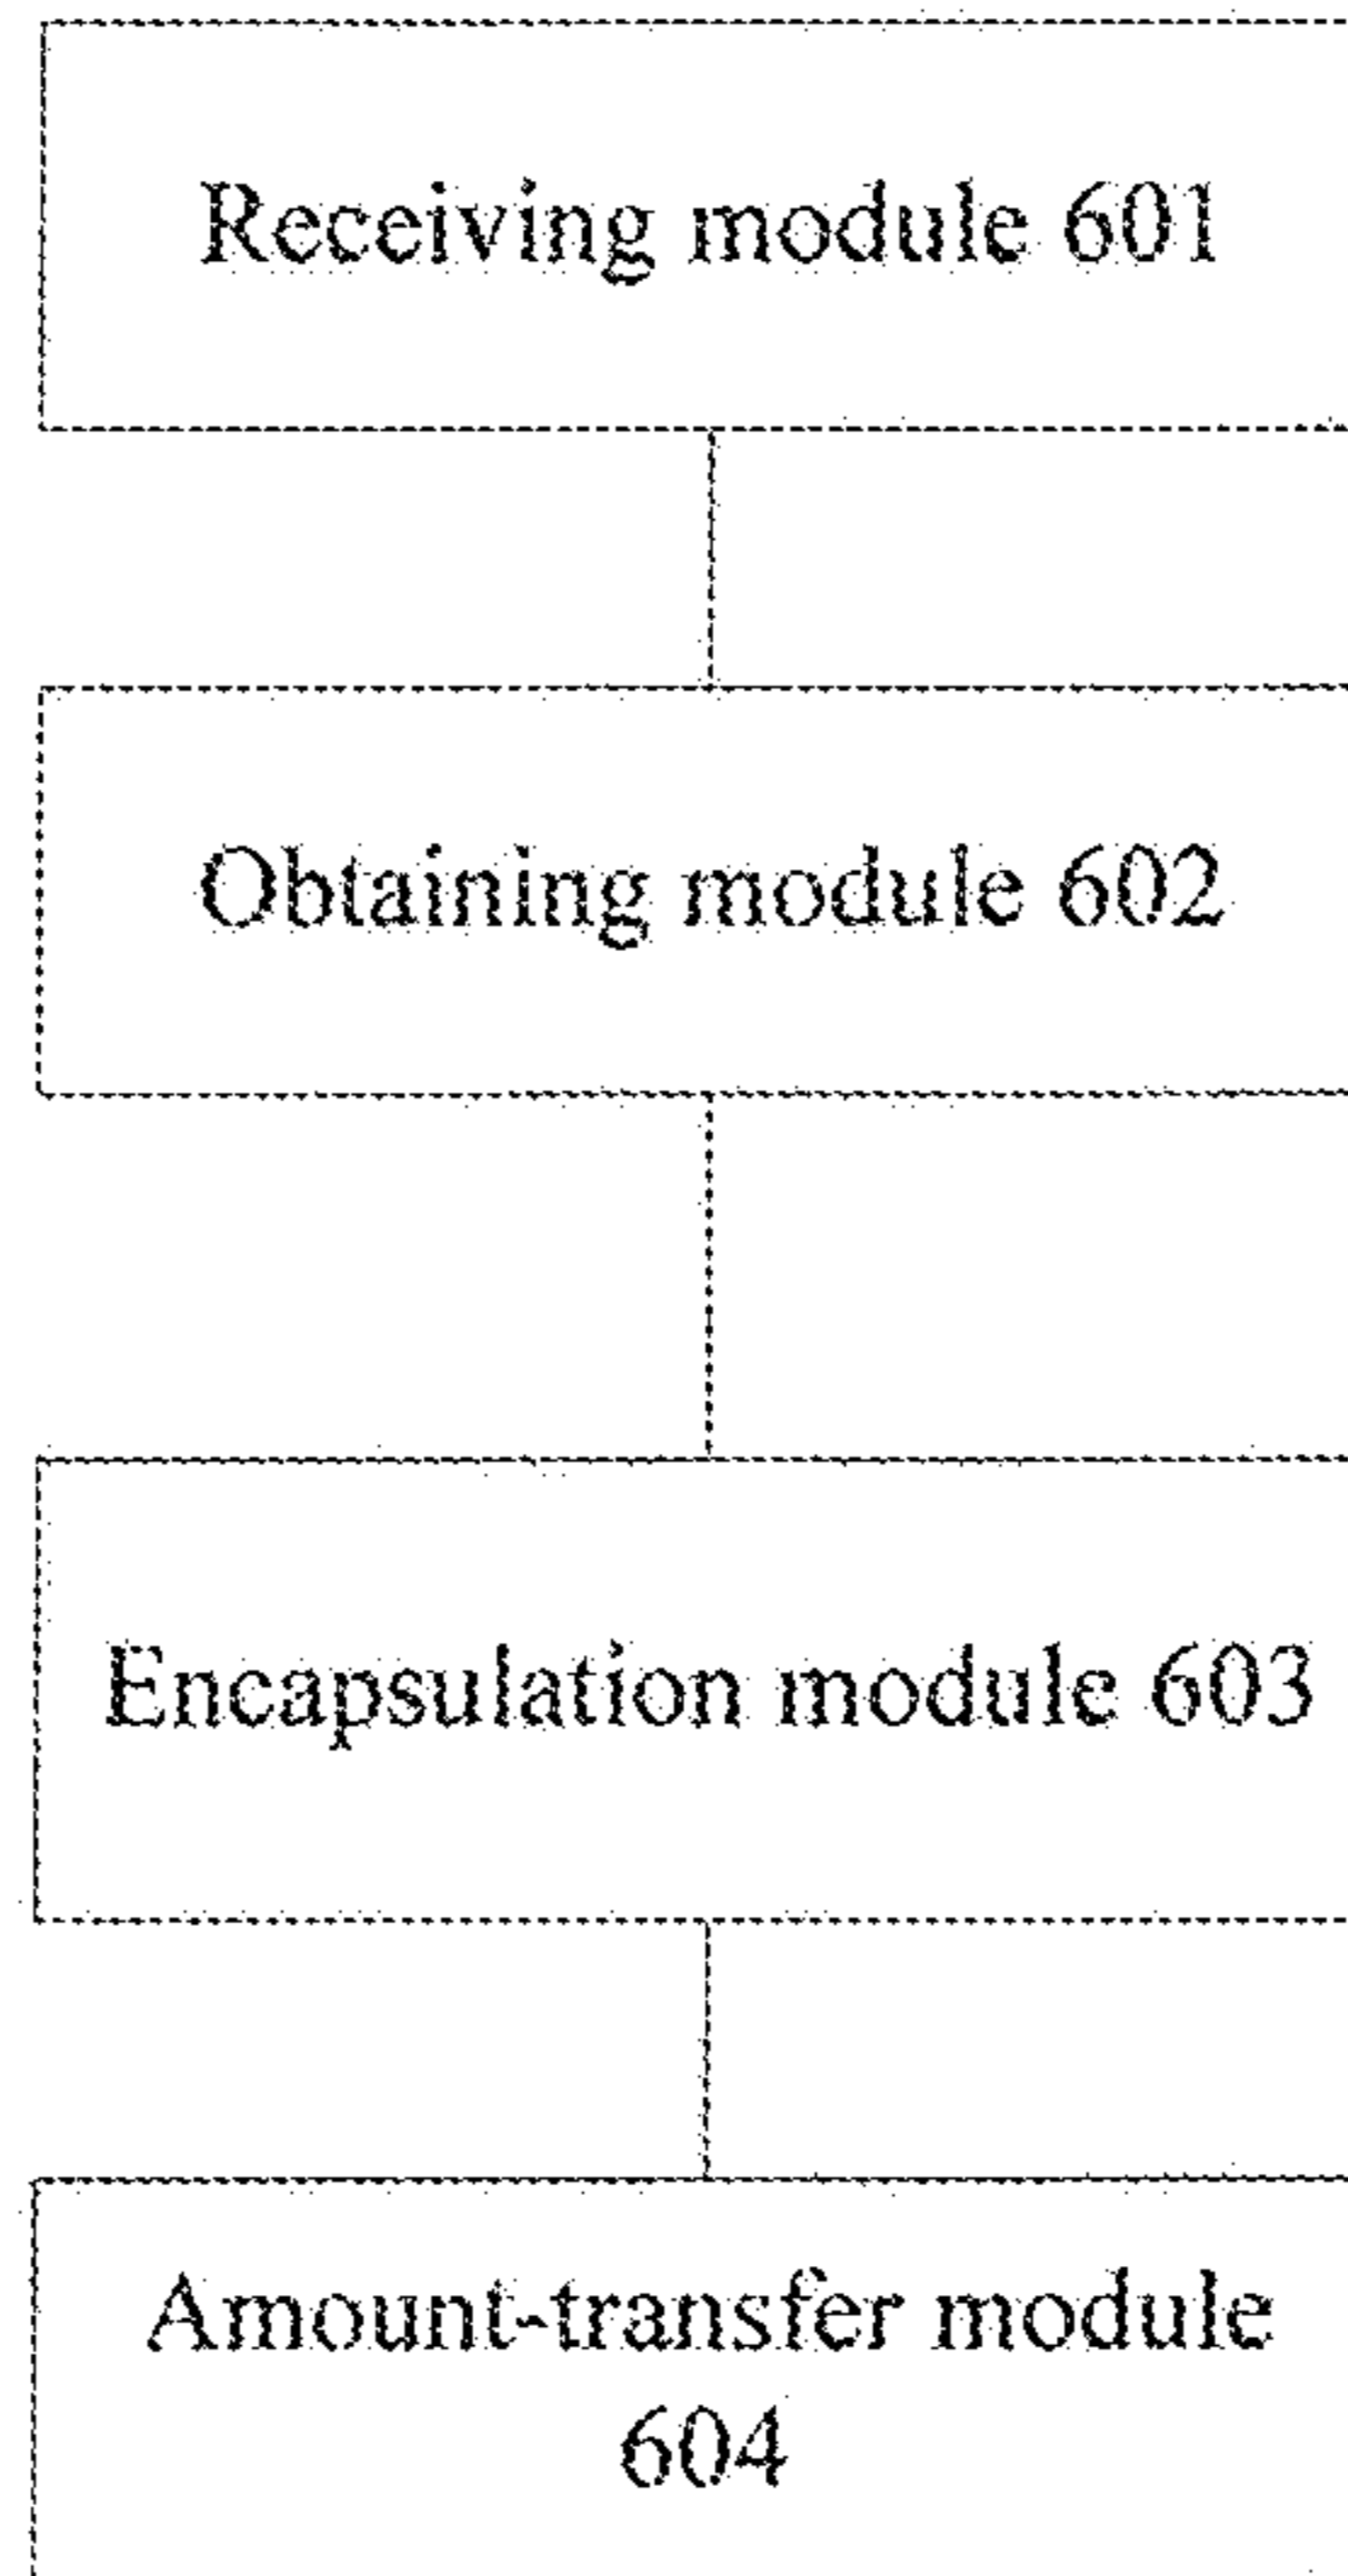 Receiving module 601
Obtaining module 602
Encapsulation module 603
Amount-transfer module
604